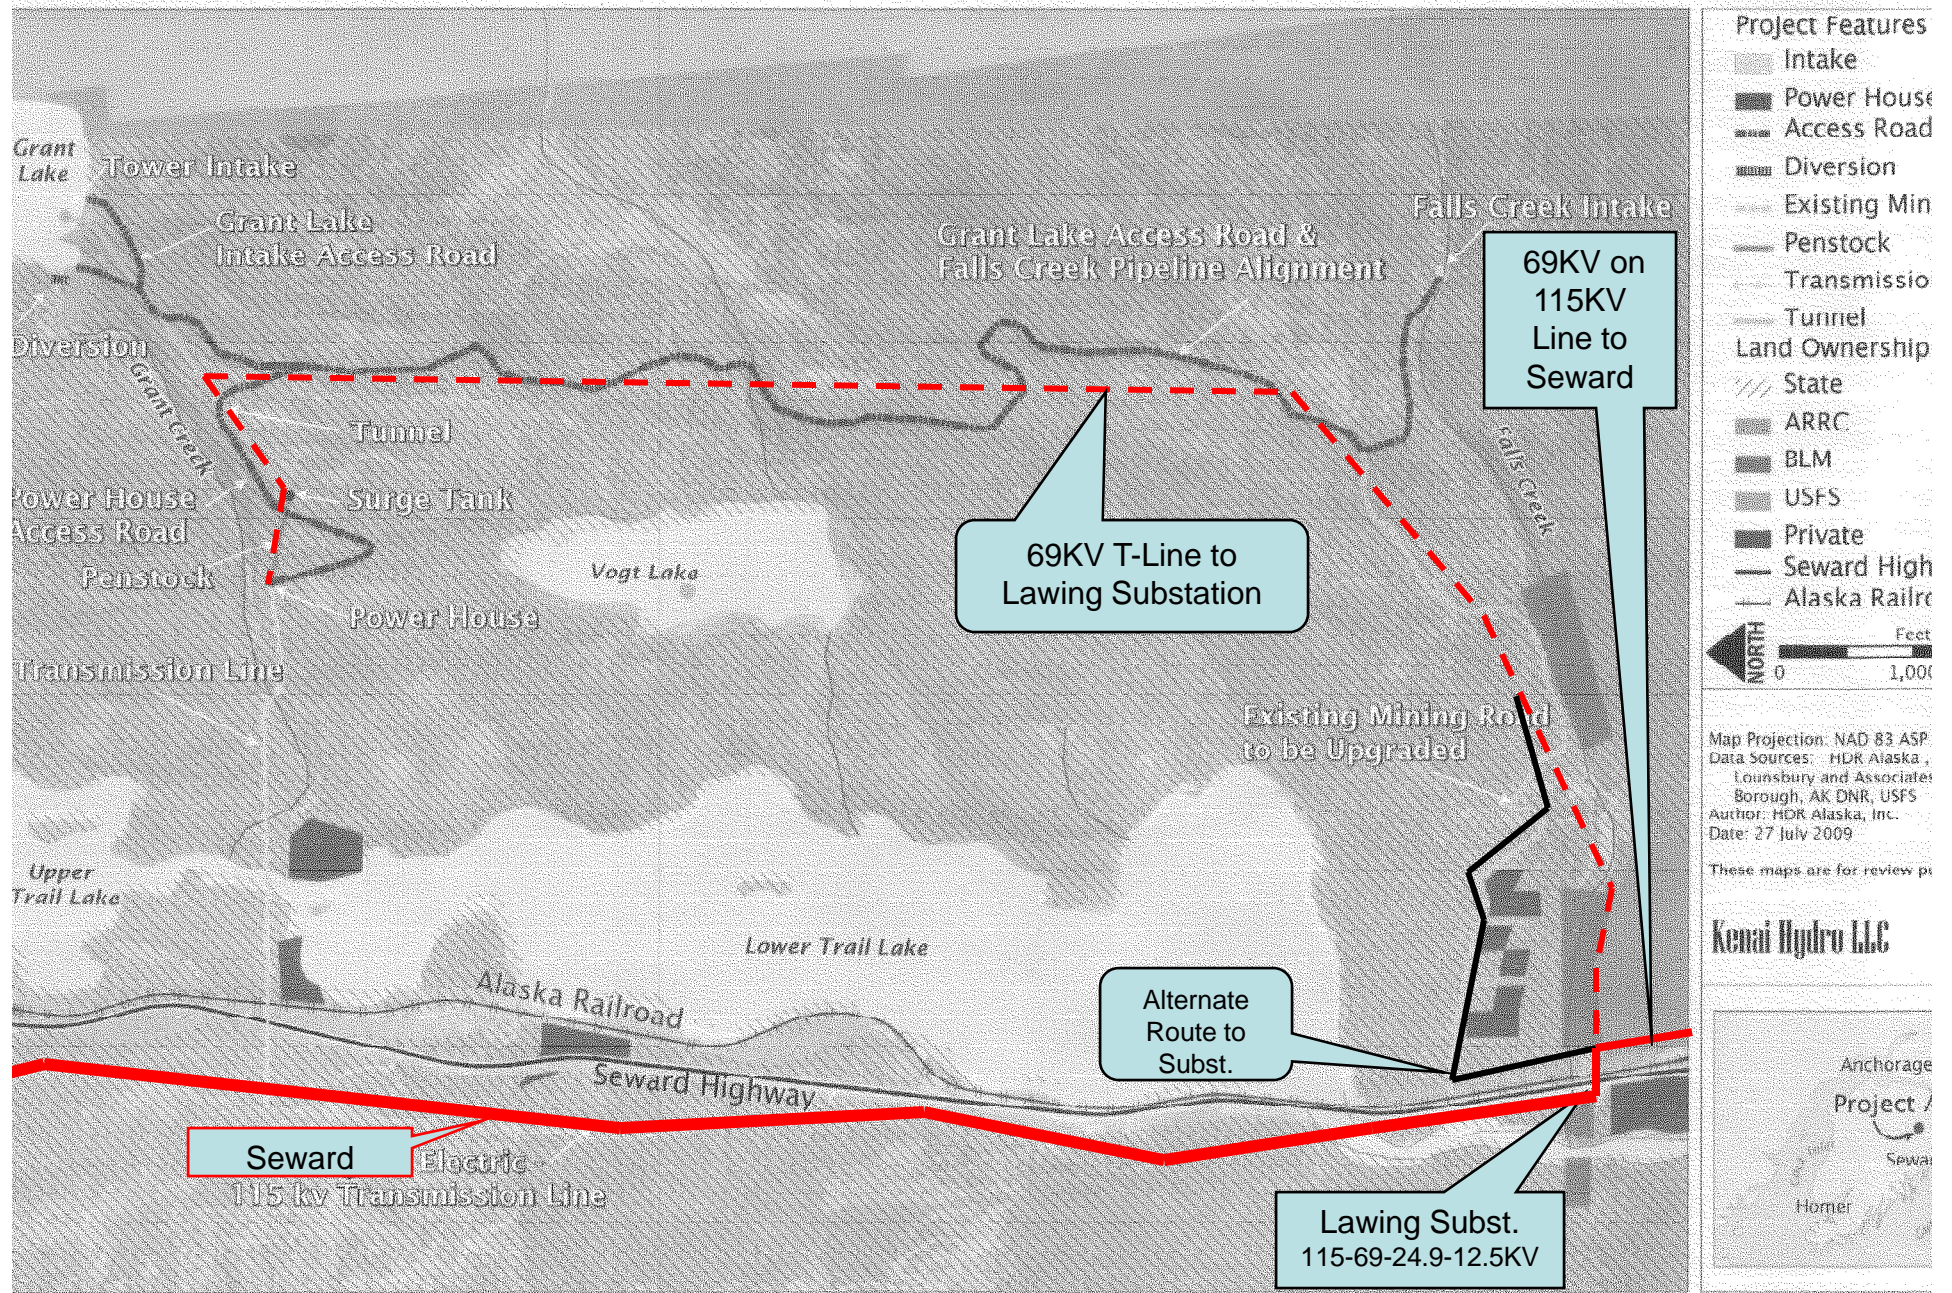 Grant
Lake
Tower Intake
Grant Lake
Intake Access Road
Diversion
Grant Creek
Tunnel
Power House
Access Road
Surge Tank
Penstock
Power House
Transmission Line
Vogt Lake
Grant Lake Access Road &
Falls Creek Pipeline Alignment
Falls Creek Intake
69KV on
115KV
Line to
Seward
Falls Creek
69KV T-Line to
Lawing Substation
Existing Mining Road
to be Upgraded
Upper
Trail Lake
Lower Trail Lake
Alaska Railroad
Seward Highway
Alternate
Route to
Subst.
Seward
Electric
115 kv Transmission Line
Lawing Subst.
115-69-24.9-12.5KV
Project Features
Intake
Power House
Access Road
Diversion
Existing Min
Penstock
Transmissio
Tunnel
Land Ownership
State
ARRC
BLM
USFS
Private
Seward High
Alaska Railro
NORTH
Feet
0 1,000
Map Projection: NAD 83 ASP
Data Sources: HDR Alaska,
Lounsbury and Associates
Borough, AK DNR, USFS
Author: HDR Alaska, Inc.
Date: 27 July 2009
These maps are for review pu
Kenai Hydro LLC
Anchorage
Project A
Sewar
Homer